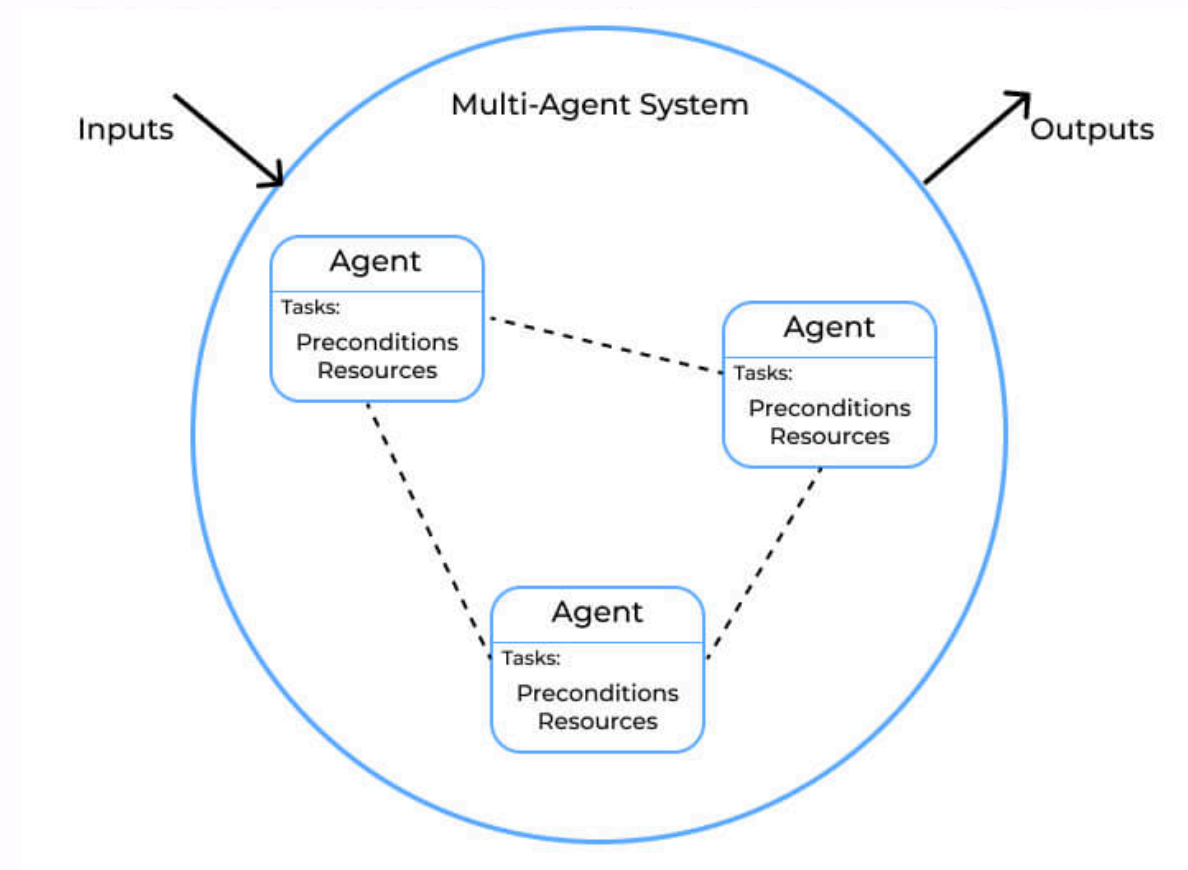 Multi-Agent System
Inputs
Outputs
Agent
Tasks:
Preconditions
Resources
Agent
Tasks:
Preconditions
Resources
Agent
Tasks:
Preconditions
Resources